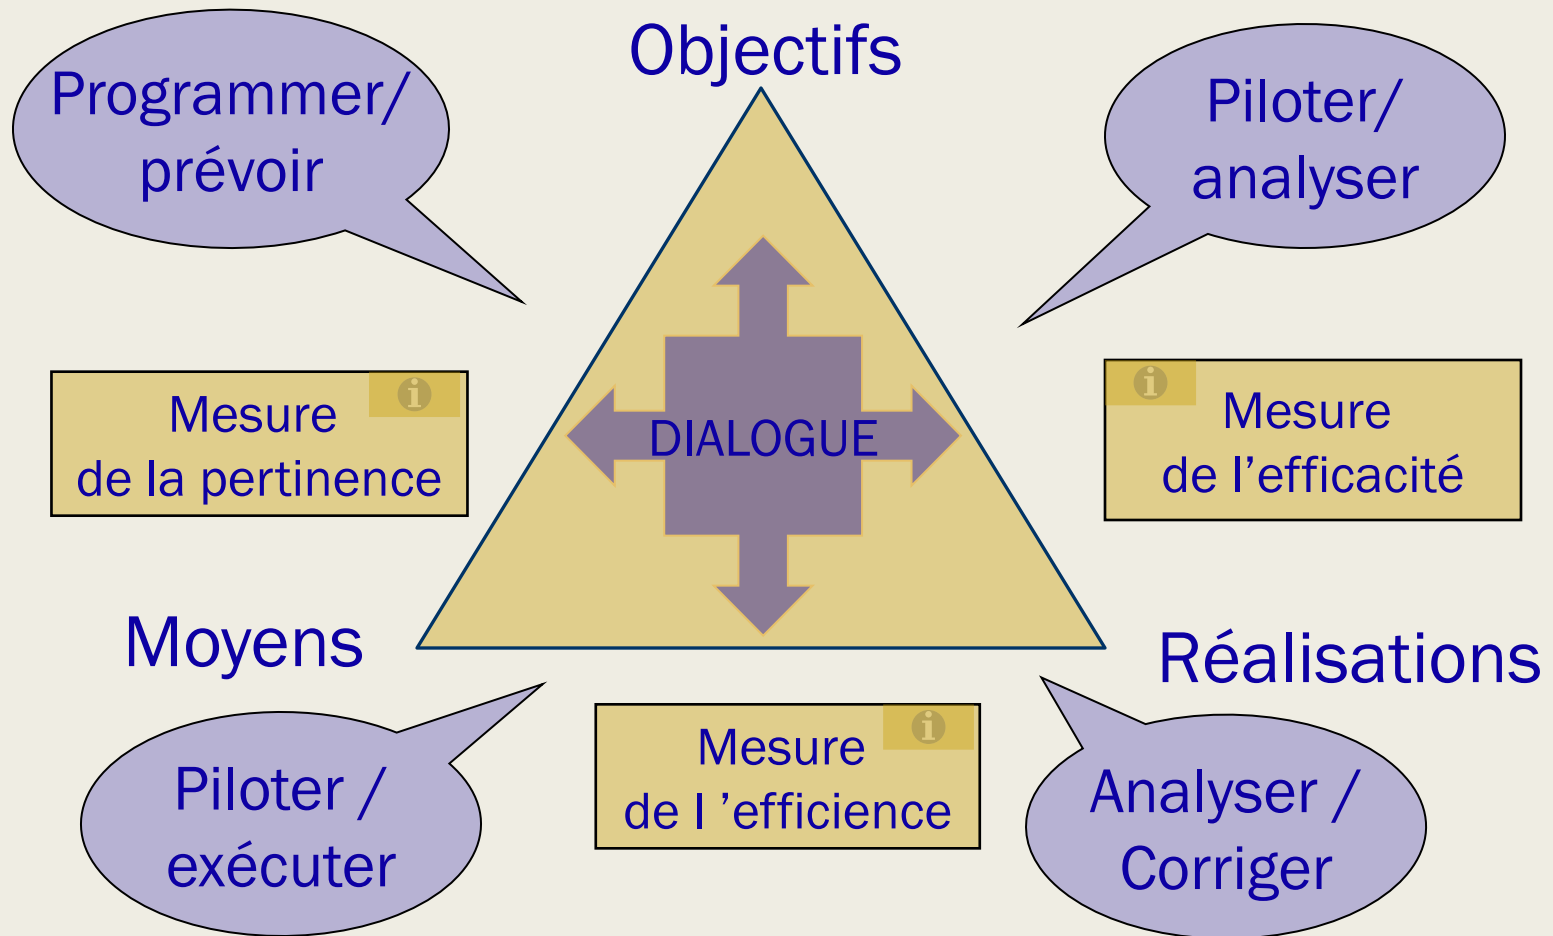 Objectifs
Programmer/
prévoir
Piloter/
analyser
Mesure
de la pertinence
DIALOGUE
Mesure
de l’efficacité
Moyens
Réalisations
Piloter /
exécuter
Mesure
de l ’efficience
Analyser /
Corriger